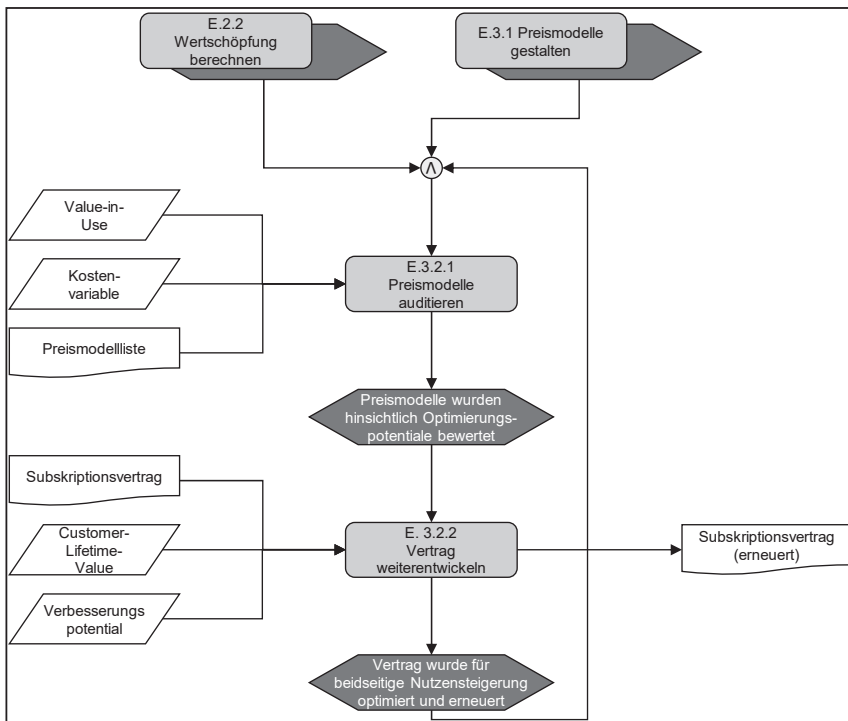 E.2.2
Wertschöpfung
berechnen
E.3.1 Preismodelle
gestalten
Λ
Value-in-
Use
Kosten-
variable
Preismodellliste
E.3.2.1
Preismodelle
auditieren
Preismodelle wurden
hinsichtlich Optimierungs-
potentiale bewertet
Subskriptionsvertrag
Customer-
Lifetime-
Value
Verbesserungs
potential
E. 3.2.2
Vertrag
weiterentwickeln
Subskriptionsvertrag
(erneuert)
Vertrag wurde für
beidseitige Nutzensteigerung
optimiert und erneuert